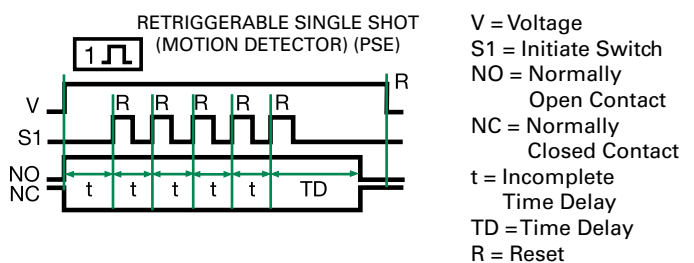 RETRIGGERABLE SINGLE SHOT
(MOTION DETECTOR) (PSE)
1
R
V
R R R R R
S1
NO
NC
t t t t t TD
V = Voltage
S1 = Initiate Switch
NO = Normally
Open Contact
NC = Normally
Closed Contact
t = Incomplete
Time Delay
TD = Time Delay
R = Reset